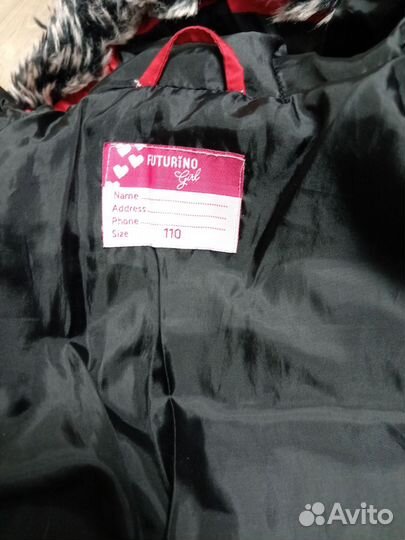 FUTURINO
Girl
Name
Address
Phone
Size 110
Avito